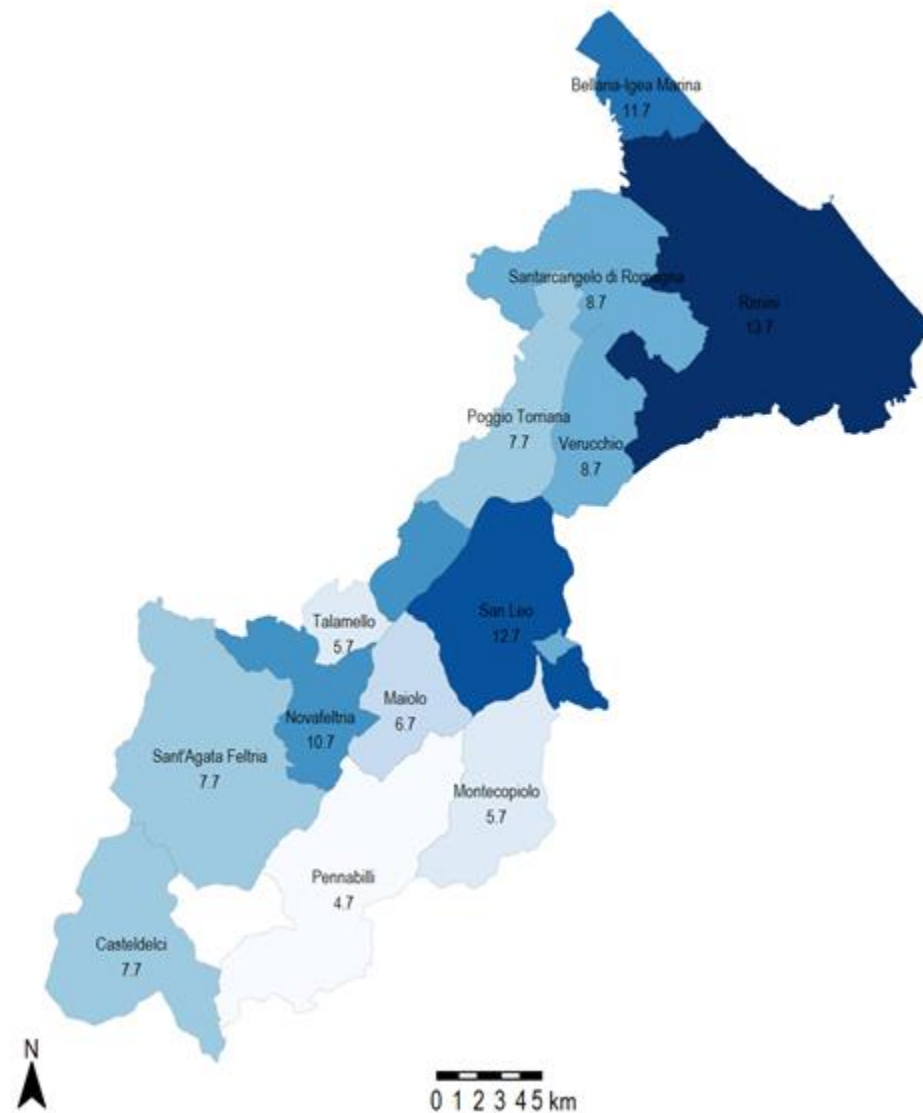 Bellaria-Igea Marina
11.7
Santarcangelo di Romagna
8.7
Rimini
13.7
Poggio Torriana
7.7
Verucchio
8.7
San Leo
12.7
Talamello
5.7
Maiolo
6.7
Novafeltria
10.7
Sant'Agata Feltria
7.7
Montecopiolo
5.7
Pennabilli
4.7
Casteldelci
7.7
N
0 1 2 3 4 5 km